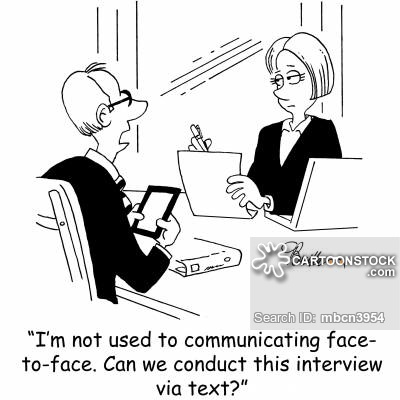 CARTOONSTOCK
.com
Search ID: mbcn3954
“I’m not used to communicating face-
to-face. Can we conduct this interview
via text?”